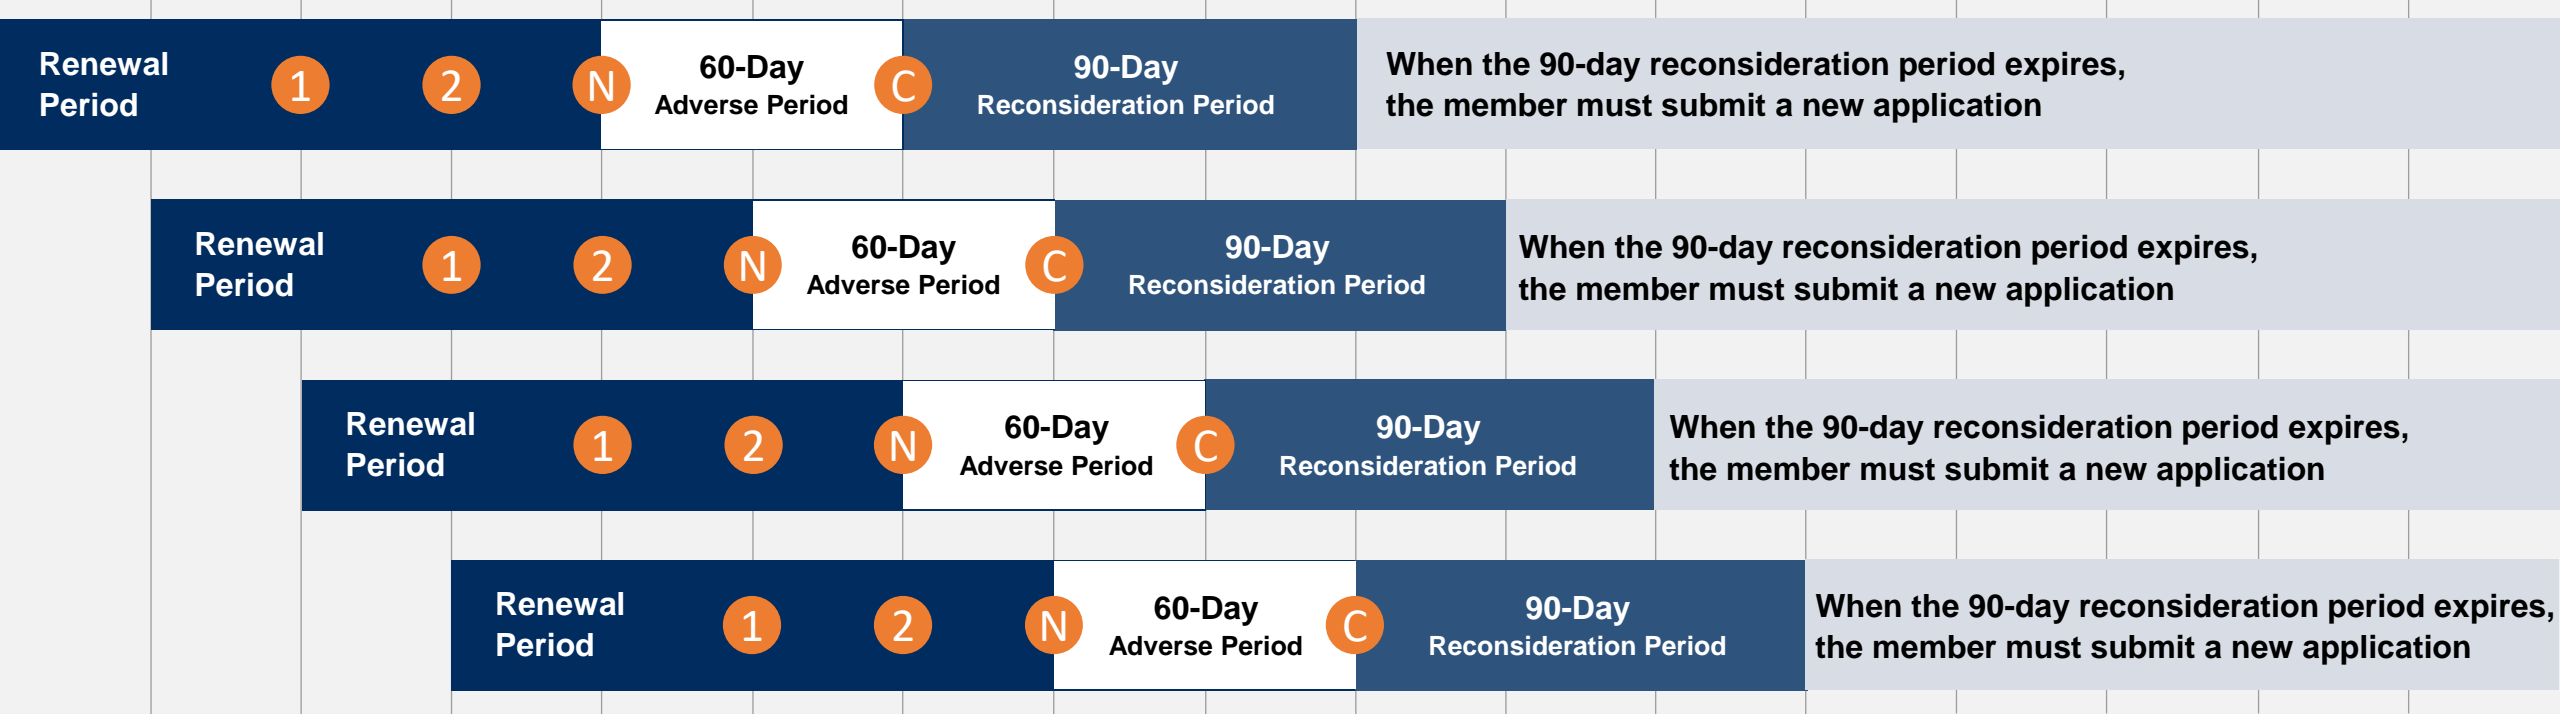 Renewal
Period
1
2
N
60-Day
Adverse Period
C
90-Day
Reconsideration Period
When the 90-day reconsideration period expires,
the member must submit a new application
Renewal
Period
1
2
N
60-Day
Adverse Period
C
90-Day
Reconsideration Period
When the 90-day reconsideration period expires,
the member must submit a new application
Renewal
Period
1
2
N
60-Day
Adverse Period
C
90-Day
Reconsideration Period
When the 90-day reconsideration period expires,
the member must submit a new application
Renewal
Period
1
2
N
60-Day
Adverse Period
C
90-Day
Reconsideration Period
When the 90-day reconsideration period expires,
the member must submit a new application